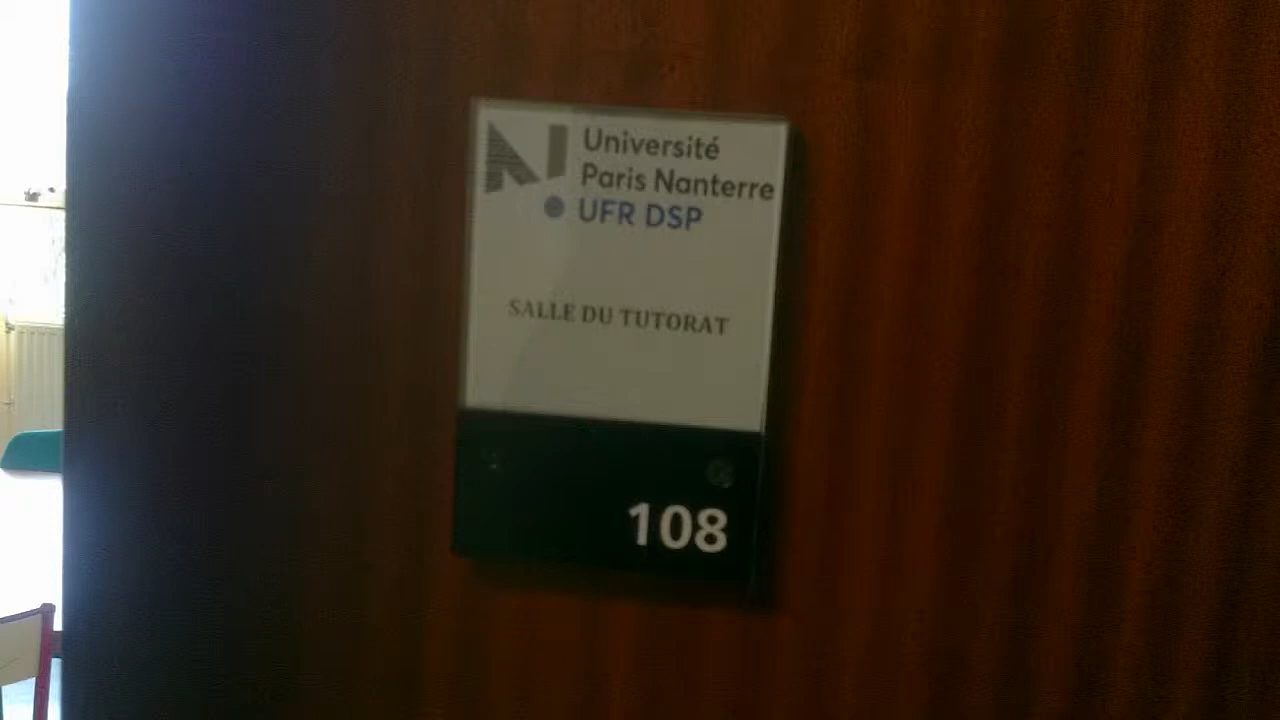 Université
Paris Nanterre
UFR DSP
SALLE DU TUTORAT
108